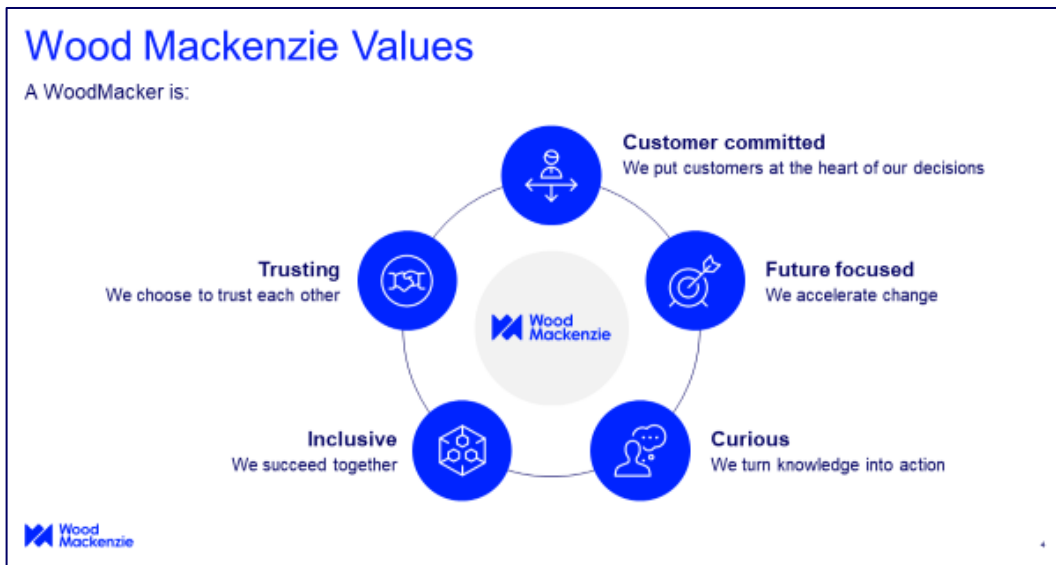 Wood Mackenzie Values
A WoodMacker is:
Customer committed
We put customers at the heart of our decisions
Trusting
We choose to trust each other
Future focused
We accelerate change
Wood
Mackenzie
Inclusive
We succeed together
Curious
We turn knowledge into action
Wood
Mackenzie
4